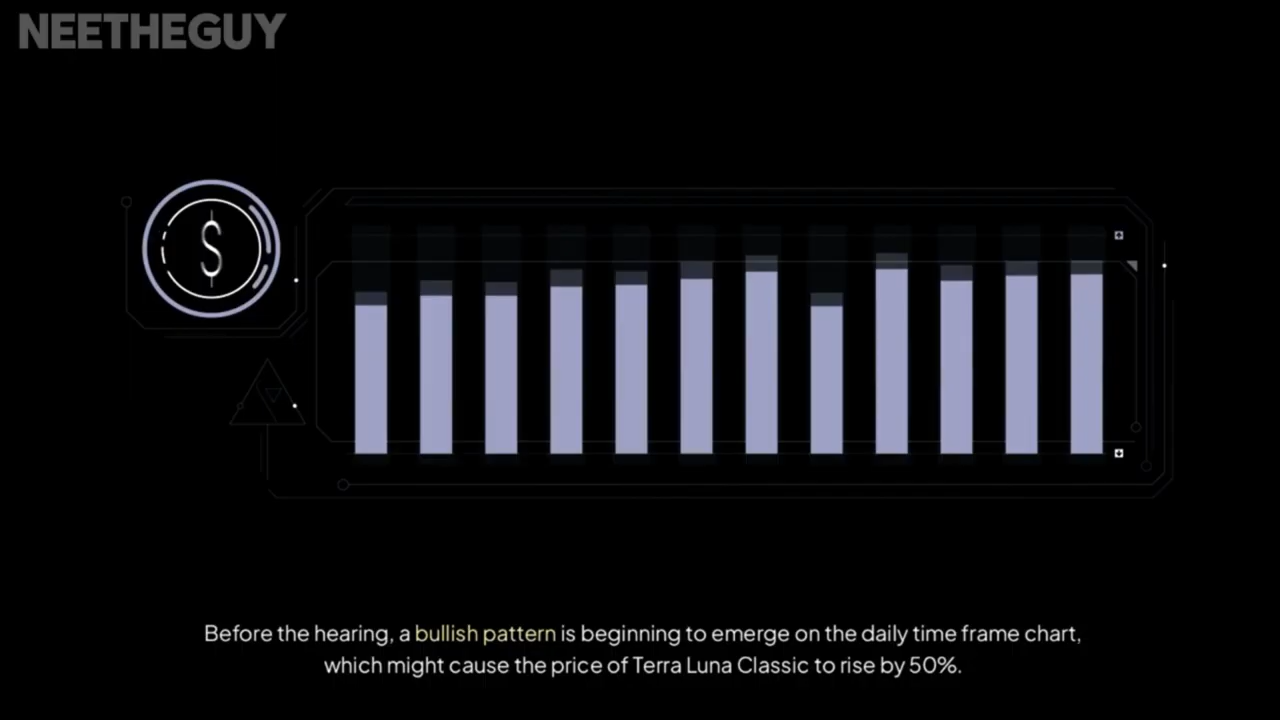 NEETHEGUY
$
Before the hearing, a bullish pattern is beginning to emerge on the daily time frame chart,
which might cause the price of Terra Luna Classic to rise by 50%.